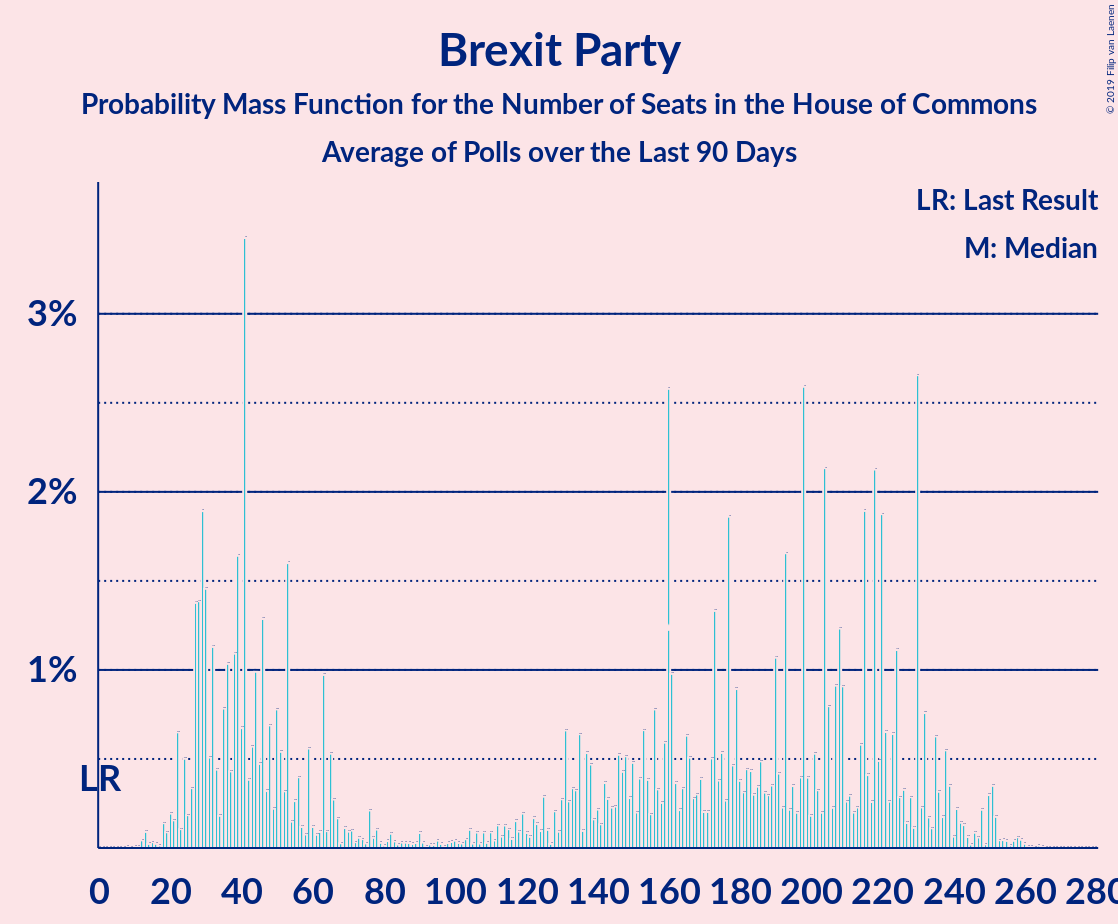 Brexit Party
Probability Mass Function for the Number of Seats in the House of Commons
Average of Polls over the Last 90 Days
© 2019 Filip van Laenen
LR: Last Result
M: Median
3%
2%
1%
LR
0 20 40 60 80 100 120 140 160 180 200 220 240 260 280